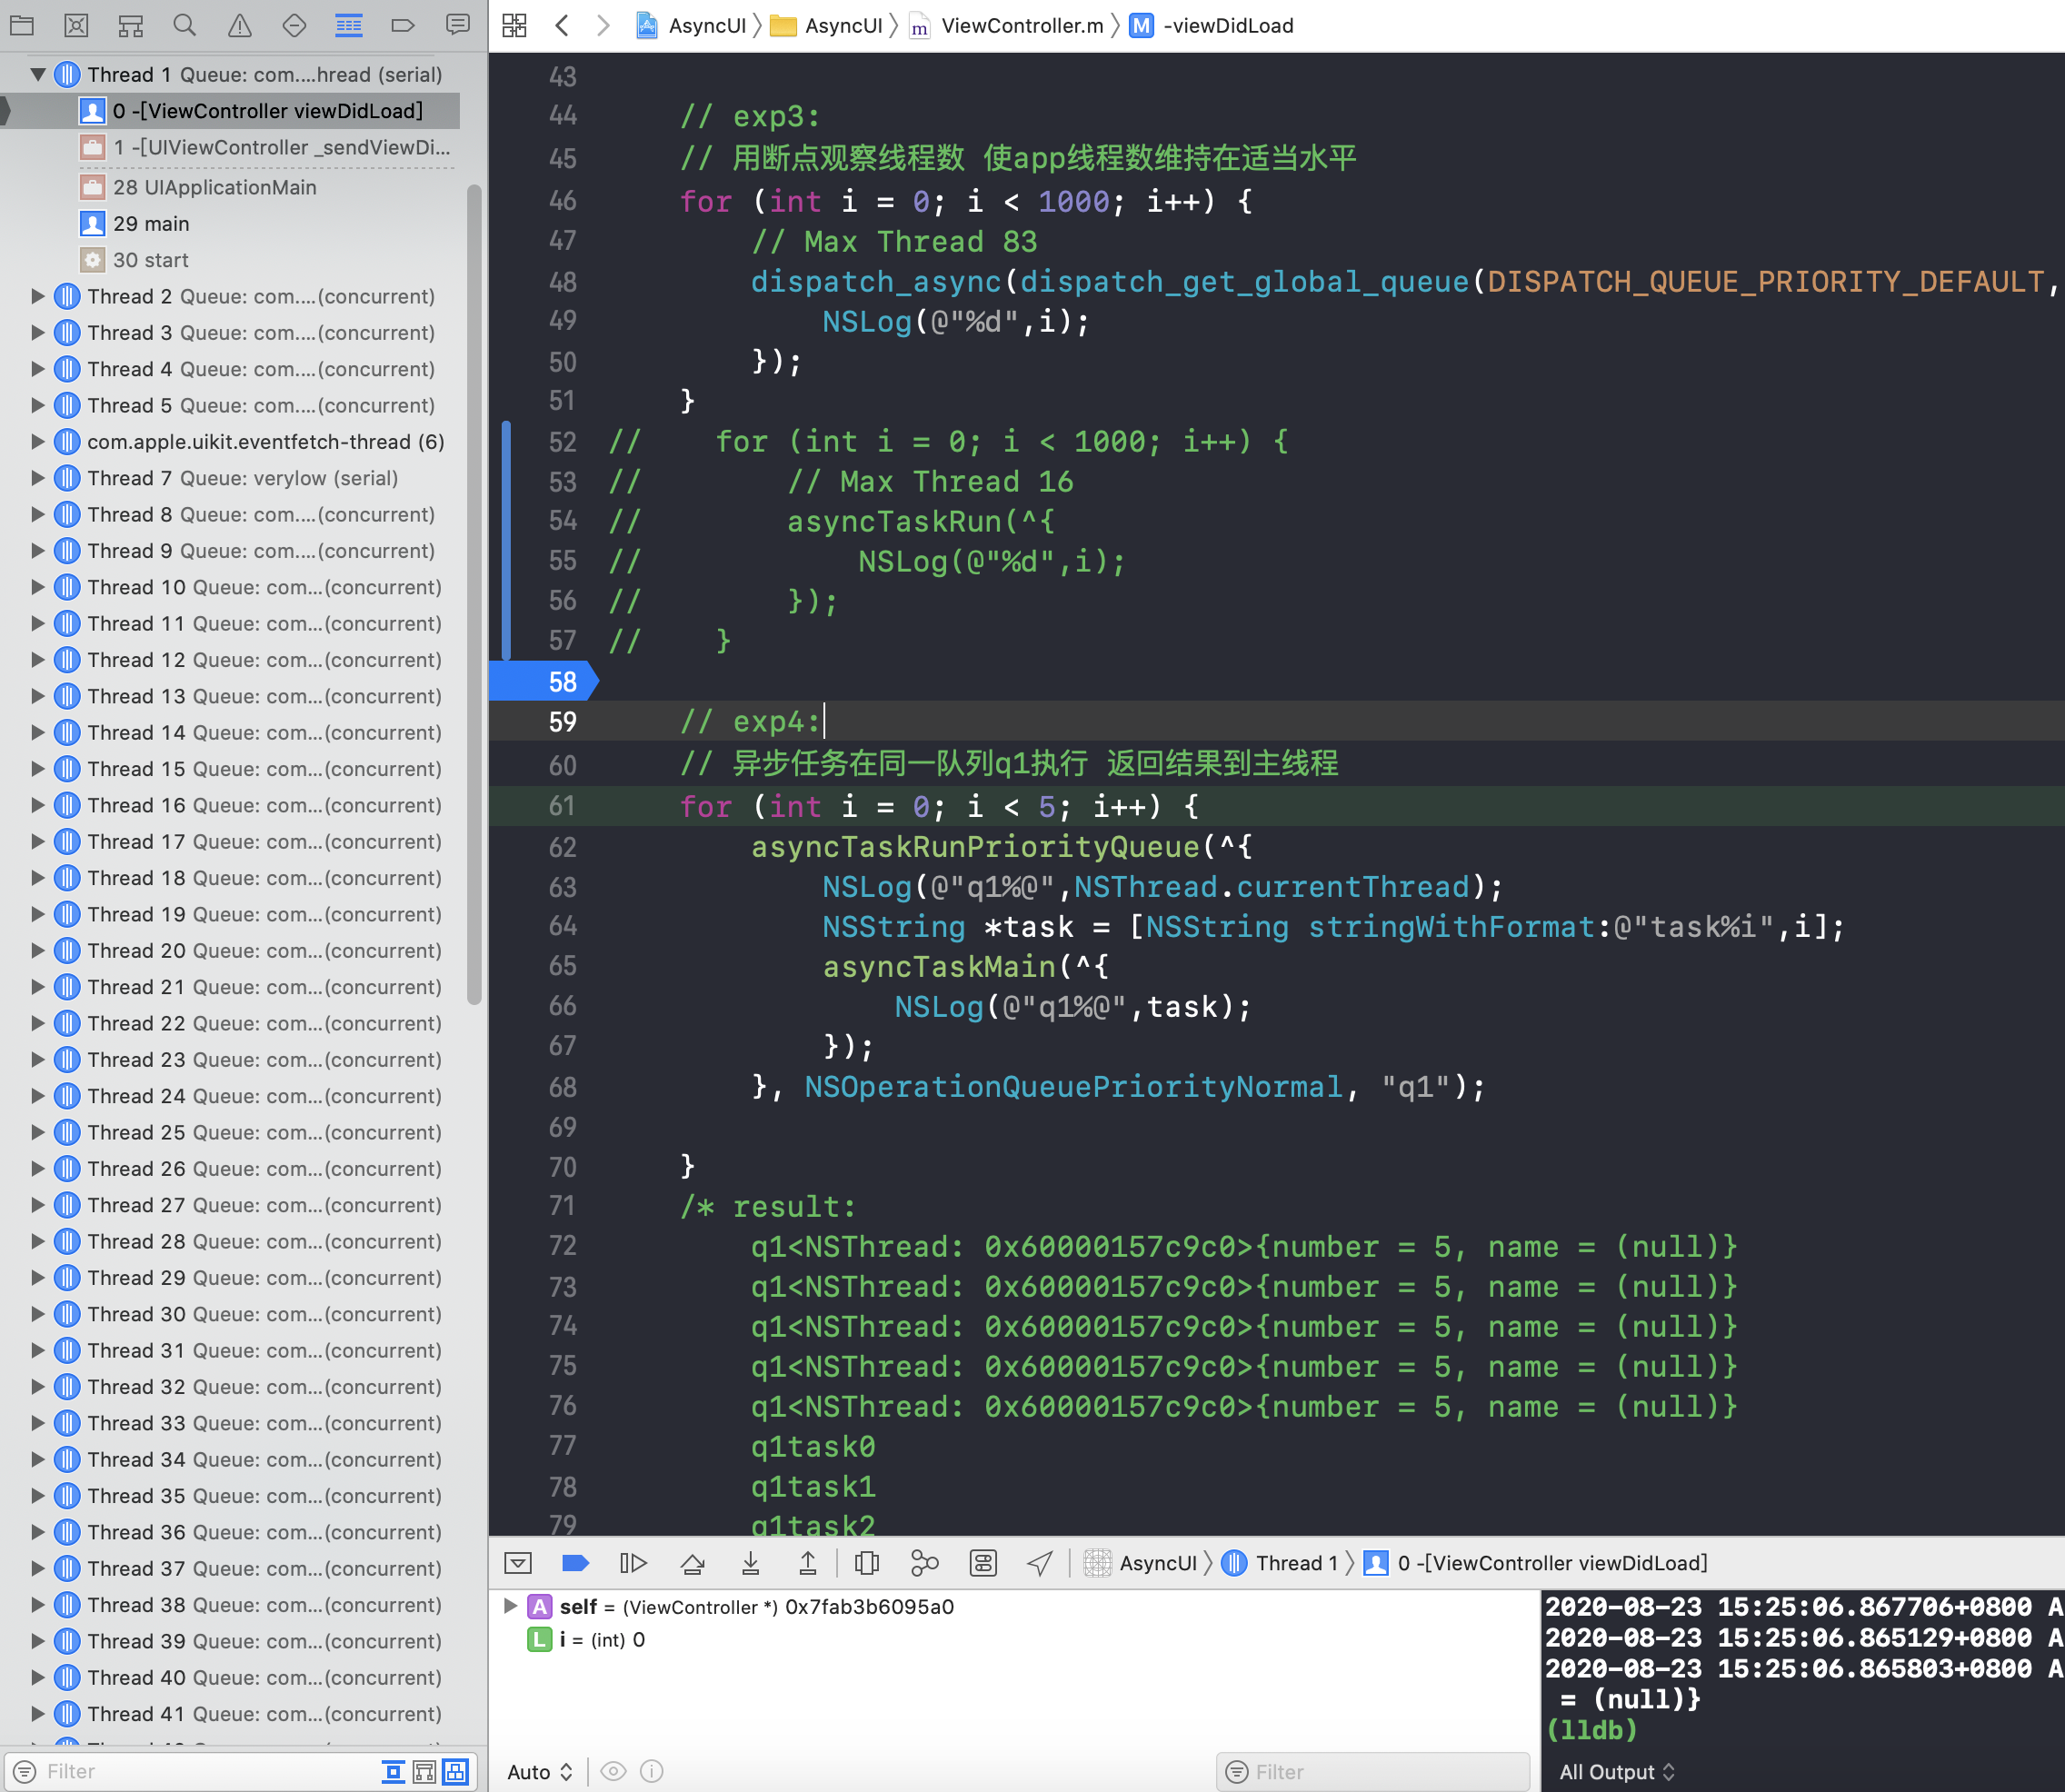 AsyncUI
AsyncUI
ViewController.m
M -viewDidLoad
Thread 1 Queue: com....hread (serial)
0 -[ViewController viewDidLoad]
1 -[UIViewController _sendViewDi...
28 UIApplicationMain
29 main
30 start
Thread 2 Queue: com....(concurrent)
Thread 3 Queue: com....(concurrent)
Thread 4 Queue: com....(concurrent)
Thread 5 Queue: com....(concurrent)
com.apple.uikit.eventfetch-thread (6)
Thread 7 Queue: verylow (serial)
Thread 8 Queue: com....(concurrent)
Thread 9 Queue: com....(concurrent)
Thread 10 Queue: com...(concurrent)
Thread 11 Queue: com...(concurrent)
Thread 12 Queue: com...(concurrent)
Thread 13 Queue: com...(concurrent)
Thread 14 Queue: com...(concurrent)
Thread 15 Queue: com...(concurrent)
Thread 16 Queue: com...(concurrent)
Thread 17 Queue: com...(concurrent)
Thread 18 Queue: com...(concurrent)
Thread 19 Queue: com...(concurrent)
Thread 20 Queue: com...(concurrent)
Thread 21 Queue: com...(concurrent)
Thread 22 Queue: com...(concurrent)
Thread 23 Queue: com...(concurrent)
Thread 24 Queue: com...(concurrent)
Thread 25 Queue: com...(concurrent)
Thread 26 Queue: com...(concurrent)
Thread 27 Queue: com...(concurrent)
Thread 28 Queue: com...(concurrent)
Thread 29 Queue: com...(concurrent)
Thread 30 Queue: com...(concurrent)
Thread 31 Queue: com...(concurrent)
Thread 32 Queue: com...(concurrent)
Thread 33 Queue: com...(concurrent)
Thread 34 Queue: com...(concurrent)
Thread 35 Queue: com...(concurrent)
Thread 36 Queue: com...(concurrent)
Thread 37 Queue: com...(concurrent)
Thread 38 Queue: com...(concurrent)
Thread 39 Queue: com...(concurrent)
Thread 40 Queue: com...(concurrent)
Thread 41 Queue: com...(concurrent)
Filter
43
44 // exp3:
45 // 用断点观察线程数 使app线程数维持在适当水平
46 for (int i = 0; i < 1000; i++) {
47 // Max Thread 83
48 dispatch_async(dispatch_get_global_queue(DISPATCH_QUEUE_PRIORITY_DEFAULT,
49 NSLog(@"%d",i);
50 });
51 }
52 // for (int i = 0; i < 1000; i++) {
53 // // Max Thread 16
54 // asyncTaskRun(^{
55 // NSLog(@"%d",i);
56 // });
57 // }
58
59 // exp4:
60 // 异步任务在同一队列q1执行 返回结果到主线程
61 for (int i = 0; i < 5; i++) {
62 asyncTaskRunPriorityQueue(^{
63 NSLog(@"q1%@",NSThread.currentThread);
64 NSString *task = [NSString stringWithFormat:@"task%i",i];
65 asyncTaskMain(^{
66 NSLog(@"q1%@",task);
67 });
68 }, NSOperationQueuePriorityNormal, "q1");
69
70 }
71 /* result:
72 q1<NSThread: 0x60000157c9c0>{number = 5, name = (null)}
73 q1<NSThread: 0x60000157c9c0>{number = 5, name = (null)}
74 q1<NSThread: 0x60000157c9c0>{number = 5, name = (null)}
75 q1<NSThread: 0x60000157c9c0>{number = 5, name = (null)}
76 q1<NSThread: 0x60000157c9c0>{number = 5, name = (null)}
77 q1task0
78 q1task1
79 q1task2
AsyncUI
Thread 1
0 -[ViewController viewDidLoad]
A self = (ViewController *) 0x7fab3b6095a0
L i = (int) 0
Auto
Filter
2020-08-23 15:25:06.867706+0800 A
2020-08-23 15:25:06.865129+0800 A
2020-08-23 15:25:06.865803+0800 A
= (null)}
(lldb)
All Output